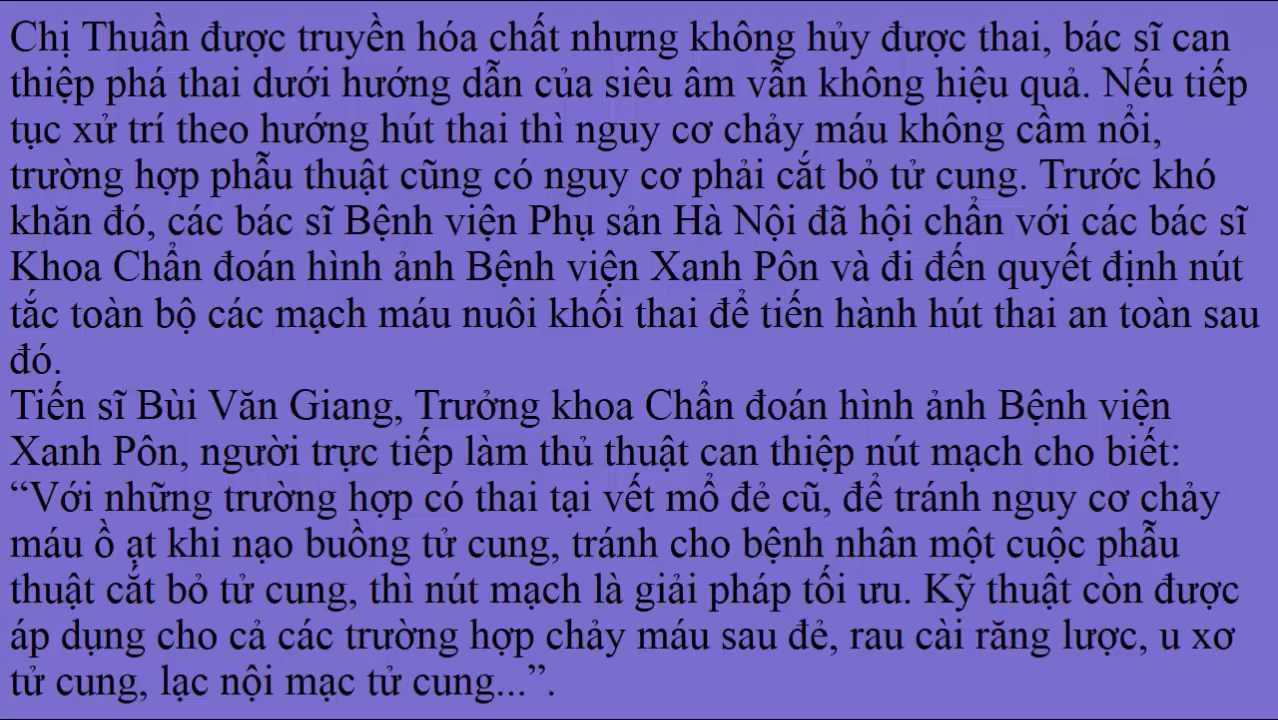 Chị Thuần được truyền hóa chất nhưng không hủy được thai, bác sĩ can
thiệp phá thai dưới hướng dẫn của siêu âm vẫn không hiệu quả. Nếu tiếp
tục xử trí theo hướng hút thai thì nguy cơ chảy máu không cầm nổi,
trường hợp phẫu thuật cũng có nguy cơ phải cắt bỏ tử cung. Trước khó
khăn đó, các bác sĩ Bệnh viện Phụ sản Hà Nội đã hội chẩn với các bác sĩ
Khoa Chẩn đoán hình ảnh Bệnh viện Xanh Pôn và đi đến quyết định nút
tắc toàn bộ các mạch máu nuôi khối thai để tiến hành hút thai an toàn sau
đó.
Tiến sĩ Bùi Văn Giang, Trưởng khoa Chẩn đoán hình ảnh Bệnh viện
Xanh Pôn, người trực tiếp làm thủ thuật can thiệp nút mạch cho biết:
“Với những trường hợp có thai tại vết mổ đẻ cũ, để tránh nguy cơ chảy
máu ồ ạt khi nạo buồng tử cung, tránh cho bệnh nhân một cuộc phẫu
thuật cắt bỏ tử cung, thì nút mạch là giải pháp tối ưu. Kỹ thuật còn được
áp dụng cho cả các trường hợp chảy máu sau đẻ, rau cài răng lược, u xơ
tử cung, lạc nội mạc tử cung...”.